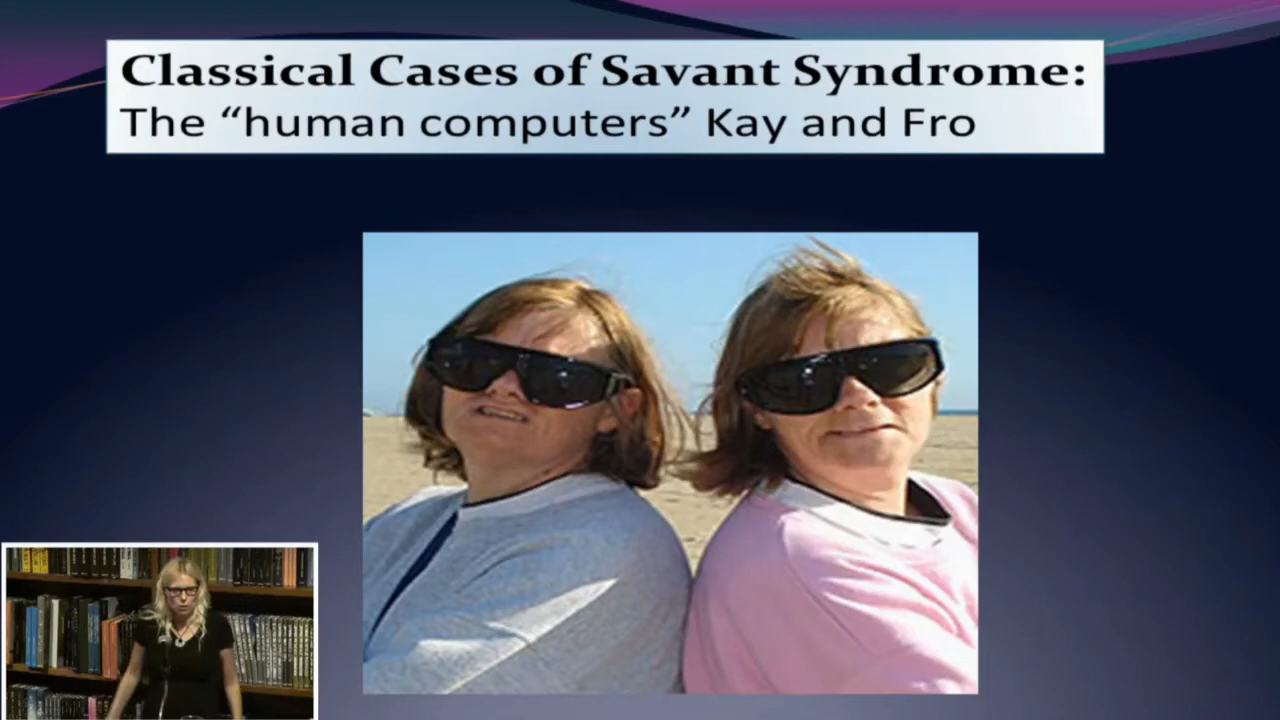 Classical Cases of Savant Syndrome:
The “human computers” Kay and Fro